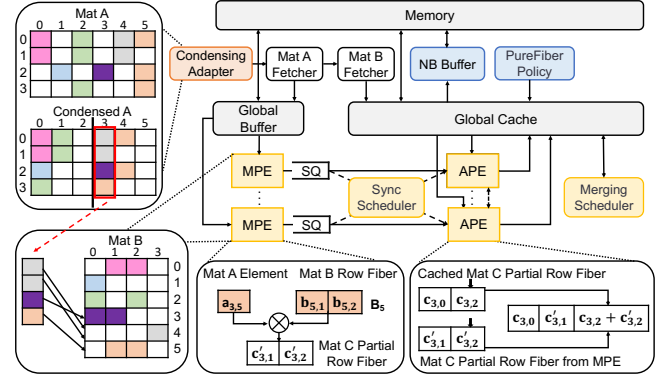 Mat A
0 1 2 3 4 5
0
1
2
3
Condensed A
0 1 2 3 4 5
0
1
2
3
Memory
Condensing
Adapter
Mat A
Fetcher
Mat B
Fetcher
NB Buffer
PureFiber
Policy
Global
Buffer
Global Cache
MPE
SQ
APE
Sync
Scheduler
Merging
Scheduler
MPE
SQ
APE
Mat B
0 1 2 3
0
1
2
3
4
5
Mat A Element
Mat B Row Fiber
a3,5
b5,1 b5,2
B5
c′3,1 c′3,2
Mat C Partial
Row Fiber
Cached Mat C Partial Row Fiber
c3,0 c3,2
c3,0 c′3,1 c3,2 + c′3,2
c′3,1 c′3,2
Mat C Partial Row Fiber from MPE